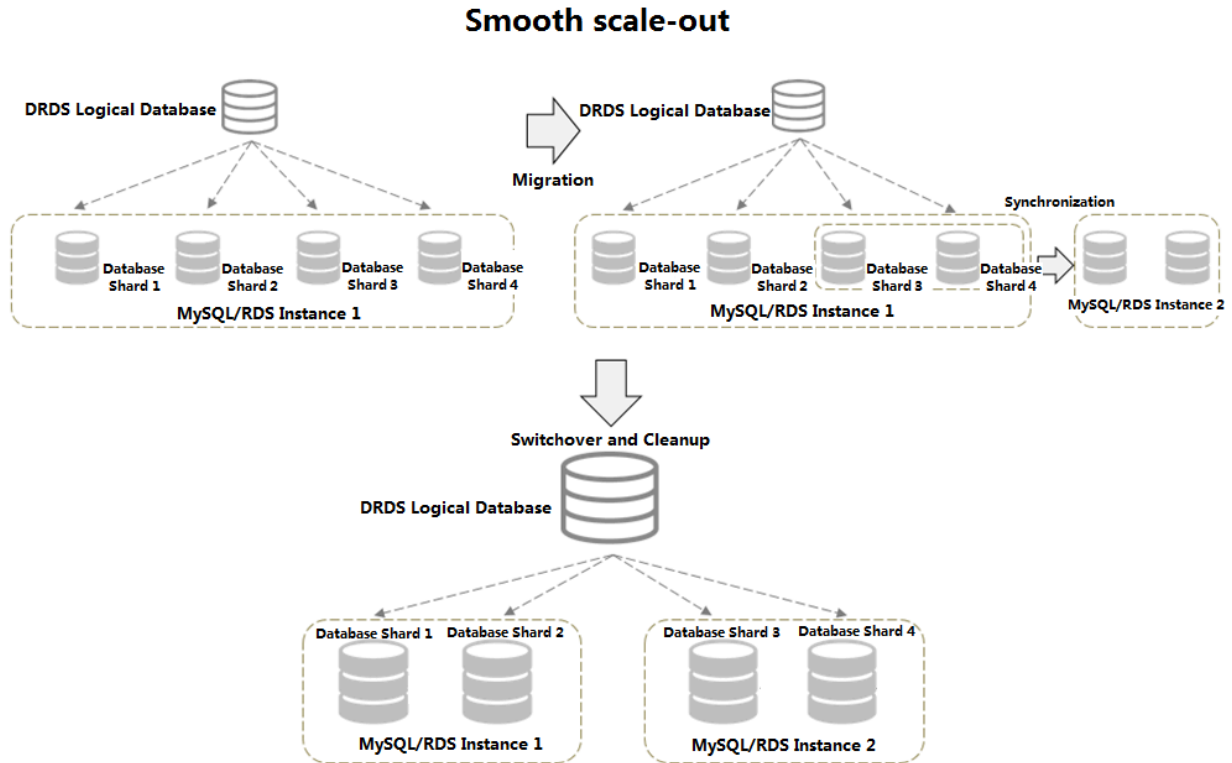 Smooth scale-out
DRDS Logical Database
Migration
DRDS Logical Database
Database
Shard 1
Database
Shard 2
Database
Shard 3
Database
Shard 4
MySQL/RDS Instance 1
Synchronization
Database
Shard 1
Database
Shard 2
Database
Shard 3
Database
Shard 4
MySQL/RDS Instance 1
MySQL/RDS Instance 2
Switchover and Cleanup
DRDS Logical Database
Database Shard 1
Database Shard 2
Database Shard 3
Database Shard 4
MySQL/RDS Instance 1
MySQL/RDS Instance 2